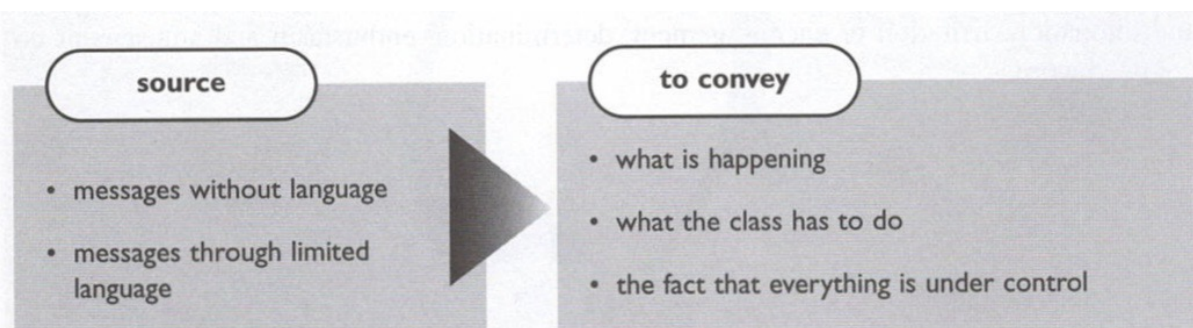 source
• messages without language
• messages through limited
language
to convey
• what is happening
• what the class has to do
• the fact that everything is under control